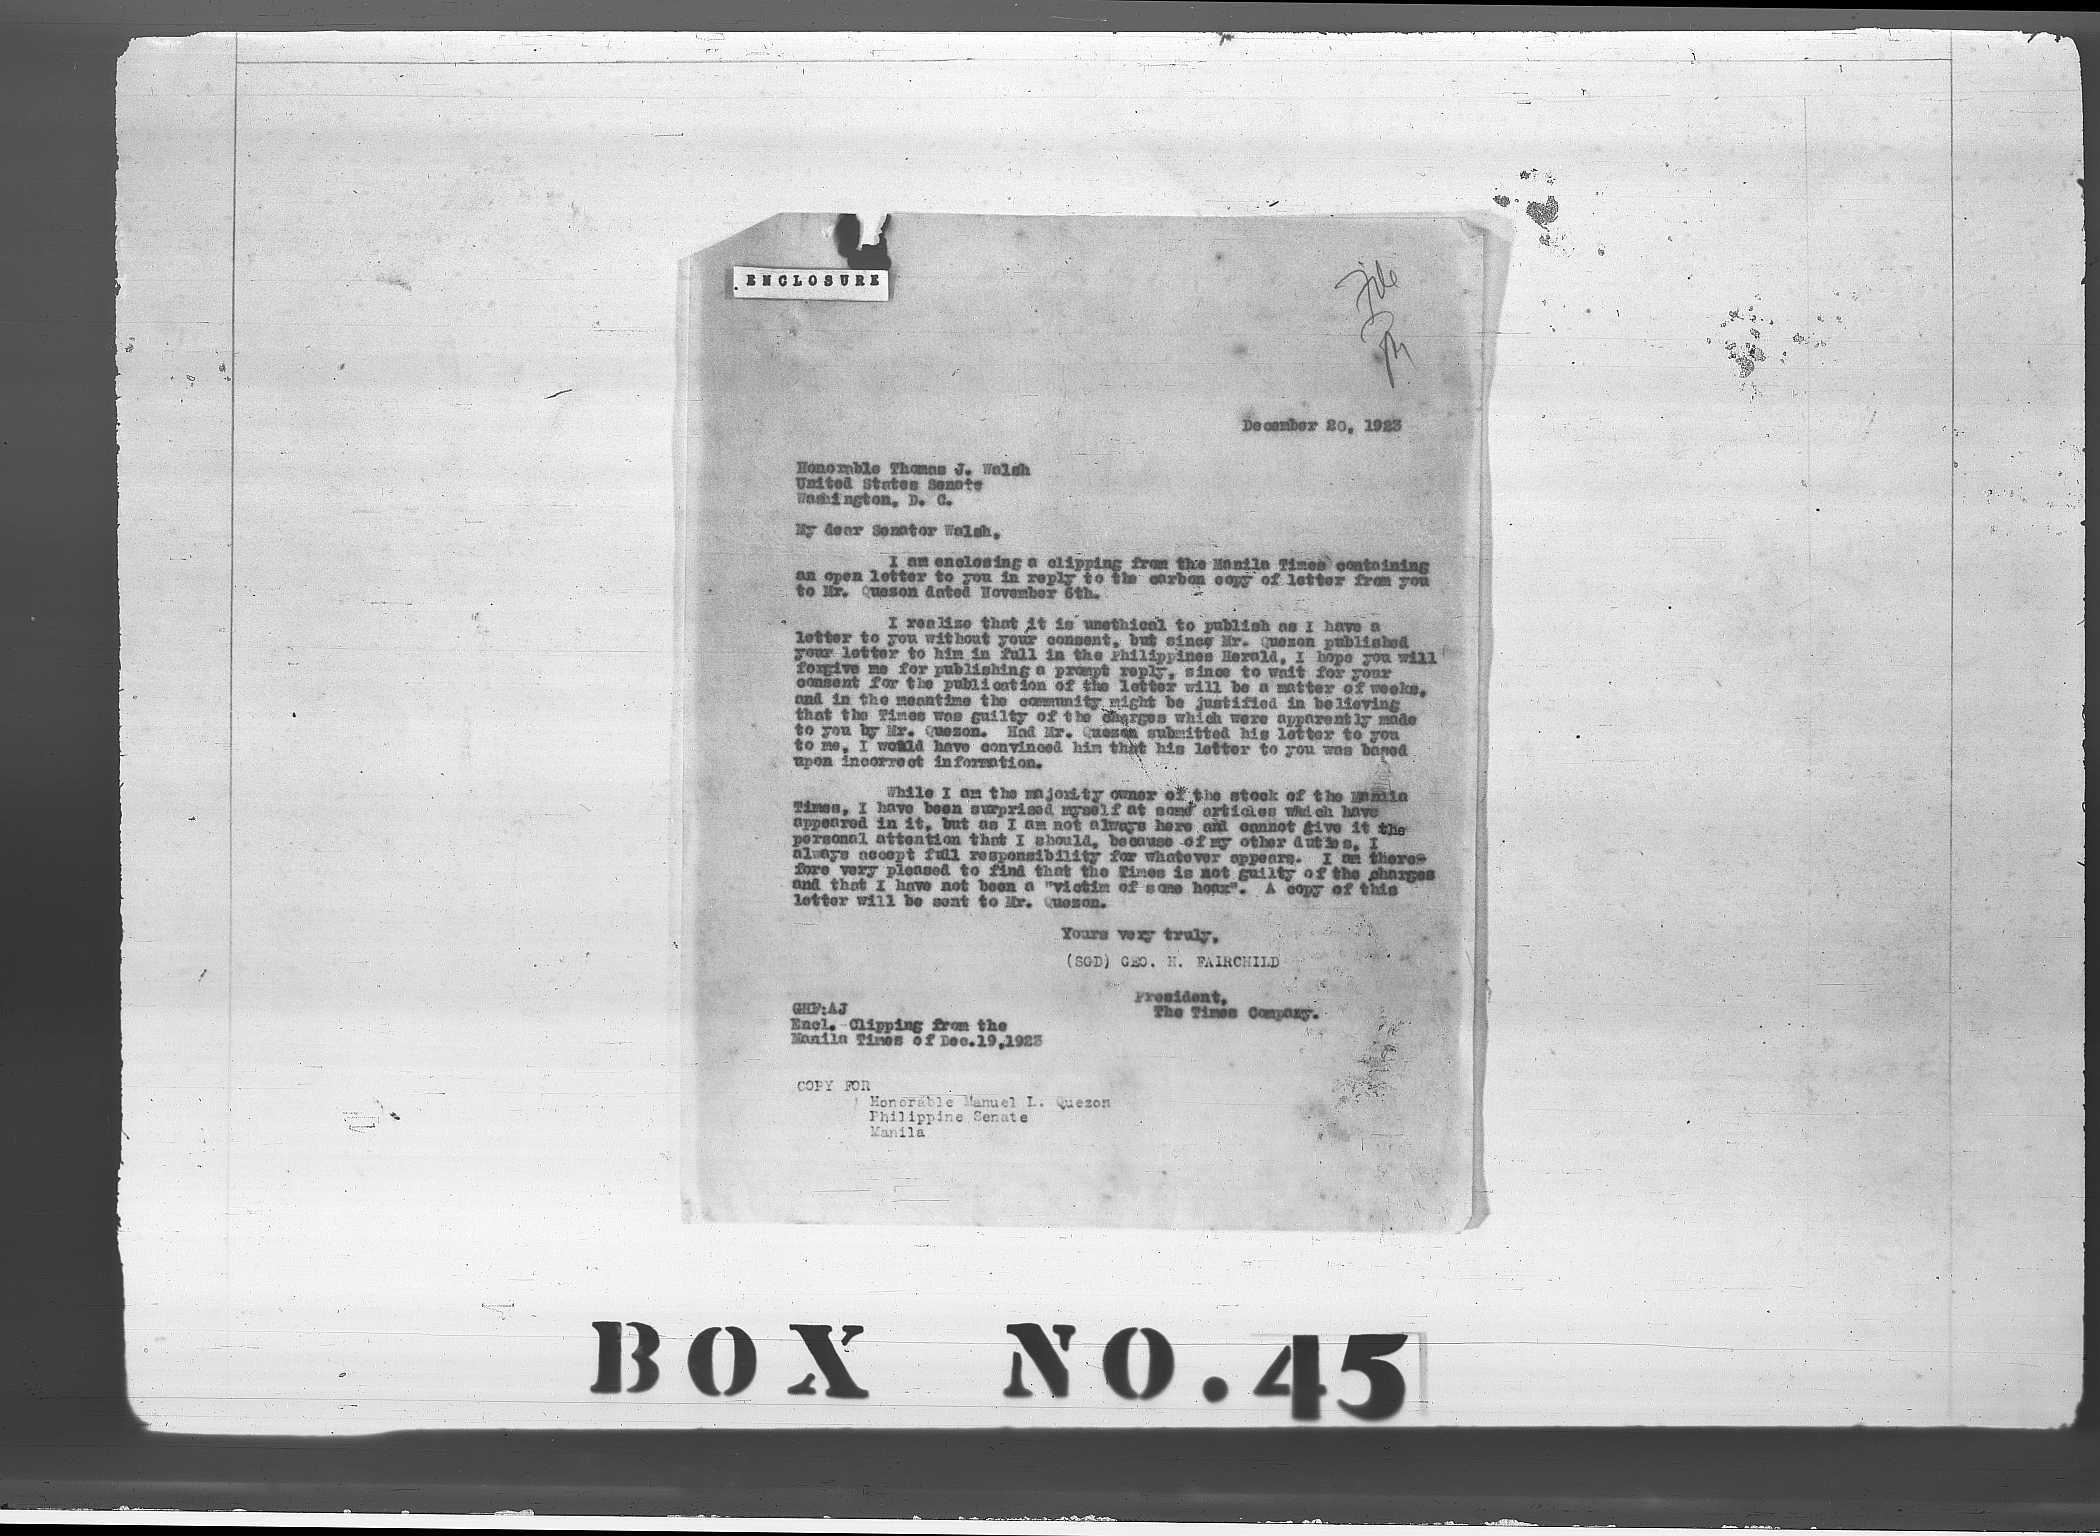 ENCLOSURE
File
December 20, 1923
Honorable Thomas J. Walsh
United States Senate
Washington, D. C.
My dear Senator Walsh,
I am enclosing a clipping from the Manila Times containing
an open letter to you in reply to the carbon copy of letter from you
to Mr. Quezon dated November 6th.
I realize that it is unethical to publish as I have a
letter to you without your consent, but since Mr. Quezon published
your letter to him in full in the Philippines Herald, I hope you will
forgive me for publishing a prompt reply, since to wait for your
consent for the publication of the letter will be a matter of weeks,
and in the meantime the community might be justified in believing
that the Times was guilty of the charges which were apparently made
to you by Mr. Quezon. Had Mr. Quezon submitted his letter to you
to me, I would have convinced him that his letter to you was based
upon incorrect information.
While I am the majority owner of the stock of the Manila
Times, I have been surprised myself at some articles which have
appeared in it, but as I am not always here and cannot give it the
personal attention that I should, because of my other duties, I
always accept full responsibility for whatever appears. I am there-
fore very pleased to find that the Times is not guilty of the charges
and that I have not been a "victim of some hoax". A copy of this
letter will be sent to Mr. Quezon.
Yours very truly,
(SGD) GEO. H. FAIRCHILD
President,
The Times Company.
GHF:AJ
Encl. - Clipping from the
Manila Times of Dec.19,1923
COPY FOR
Honorable Manuel L. Quezon
Philippine Senate
Manila
BOX NO. 45